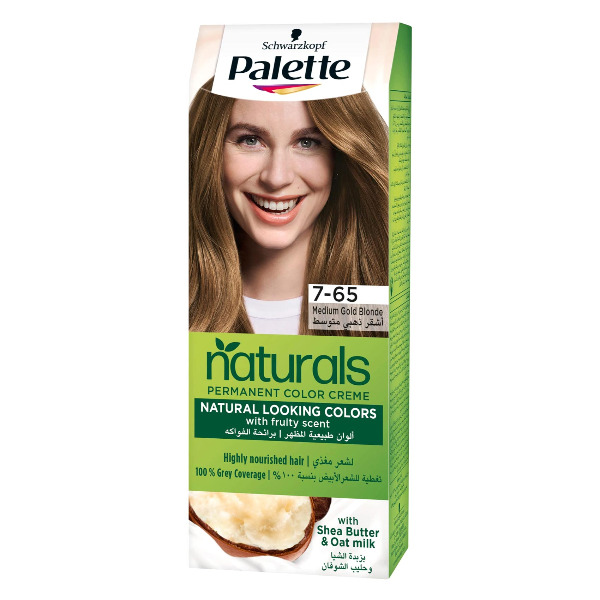 Schwarzkopf
Palette
7-65
Medium Gold Blonde
أشقر ذهبي متوسط
naturals
PERMANENT COLOR CREME
NATURAL LOOKING COLORS
with fruity scent
ألوان طبيعية للمظهر | برائحة الفواكه
Highly nourished hair | لشعر مغذي
100 % Grey Coverage | تغطية للشعر الأبيض بنسبة ١٠٠ %
with
Shea Butter
& Oat milk
بزبدة الشيا
وحليب الشوفان